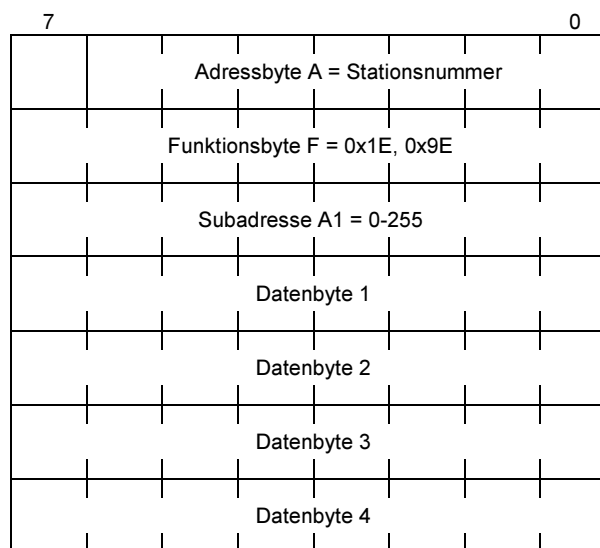 7 0
Adressbyte A = Stationsnummer
Funktionsbyte F = 0x1E, 0x9E
Subadresse A1 = 0-255
Datenbyte 1
Datenbyte 2
Datenbyte 3
Datenbyte 4